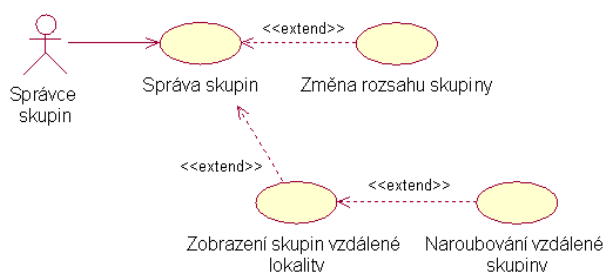 <<extend>>
Správce
skupin
Správa skupin
Změna rozsahu skupiny
<<extend>>
<<extend>>
Zobrazení skupin vzdálené
lokality
Naroubování vzdálené
skupiny